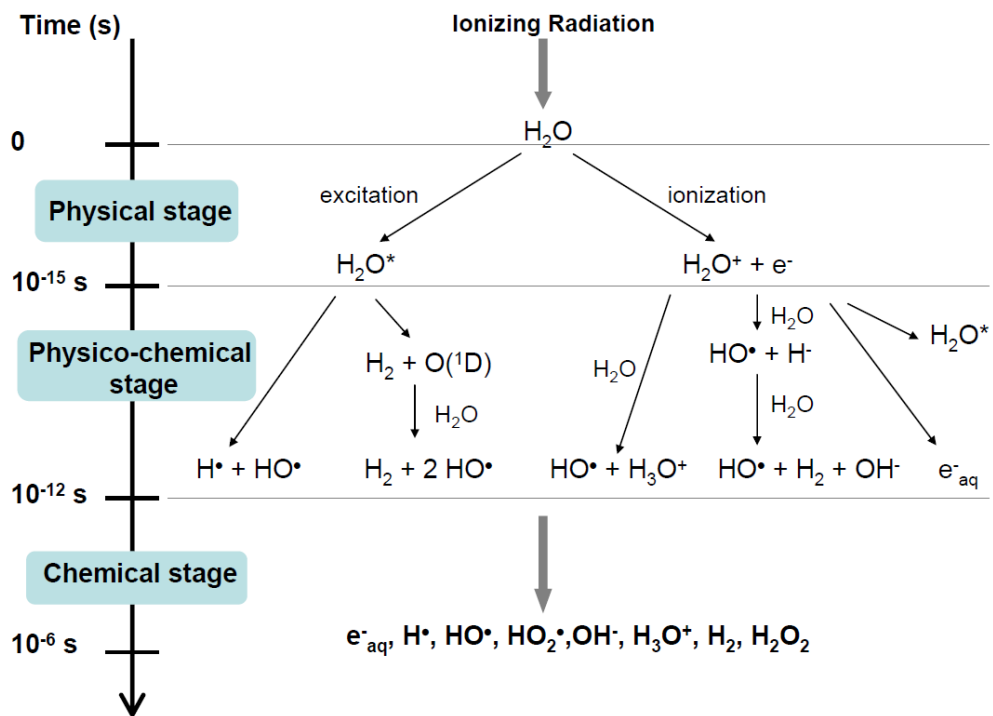 Time (s)
Ionizing Radiation
0
H₂O
excitation
ionization
Physical stage
10⁻¹⁵ s
H₂O*
H₂O⁺ + e⁻
Physico-chemical
stage
H₂O
H₂O*
H₂ + O(¹D)
H₂O
HO• + H⁻
H₂O
H₂O
H• + HO•
H₂ + 2 HO•
HO• + H₃O⁺
HO• + H₂ + OH⁻
e⁻aq
10⁻¹² s
Chemical stage
10⁻⁶ s
e⁻aq, H•, HO•, HO₂•,OH⁻, H₃O⁺, H₂, H₂O₂